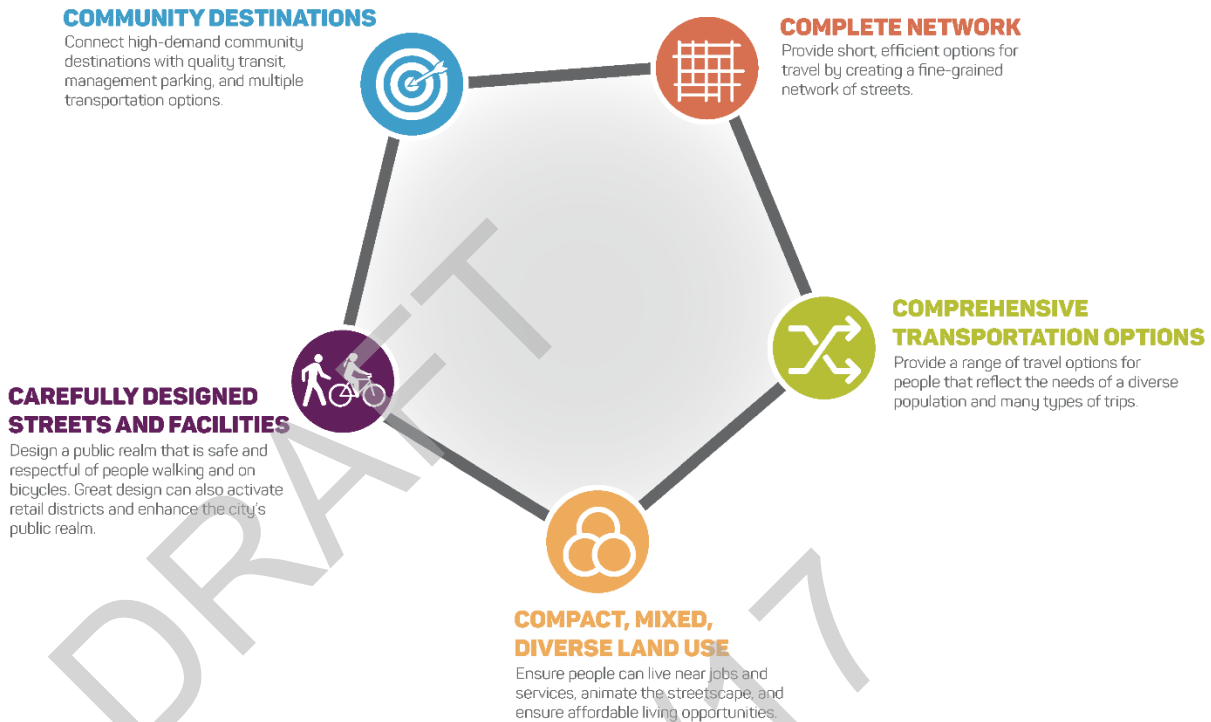 COMMUNITY DESTINATIONS
Connect high-demand community
destinations with quality transit,
management parking, and multiple
transportation options.
COMPLETE NETWORK
Provide short, efficient options for
travel by creating a fine-grained
network of streets.
COMPREHENSIVE
TRANSPORTATION OPTIONS
Provide a range of travel options for
people that reflect the needs of a diverse
population and many types of trips.
CAREFULLY DESIGNED
STREETS AND FACILITIES
Design a public realm that is safe and
respectful of people walking and on
bicycles. Great design can also activate
retail districts and enhance the city's
public realm.
COMPACT, MIXED,
DIVERSE LAND USE
Ensure people can live near jobs and
services, animate the streetscape, and
ensure affordable living opportunities.
DRAFT
17